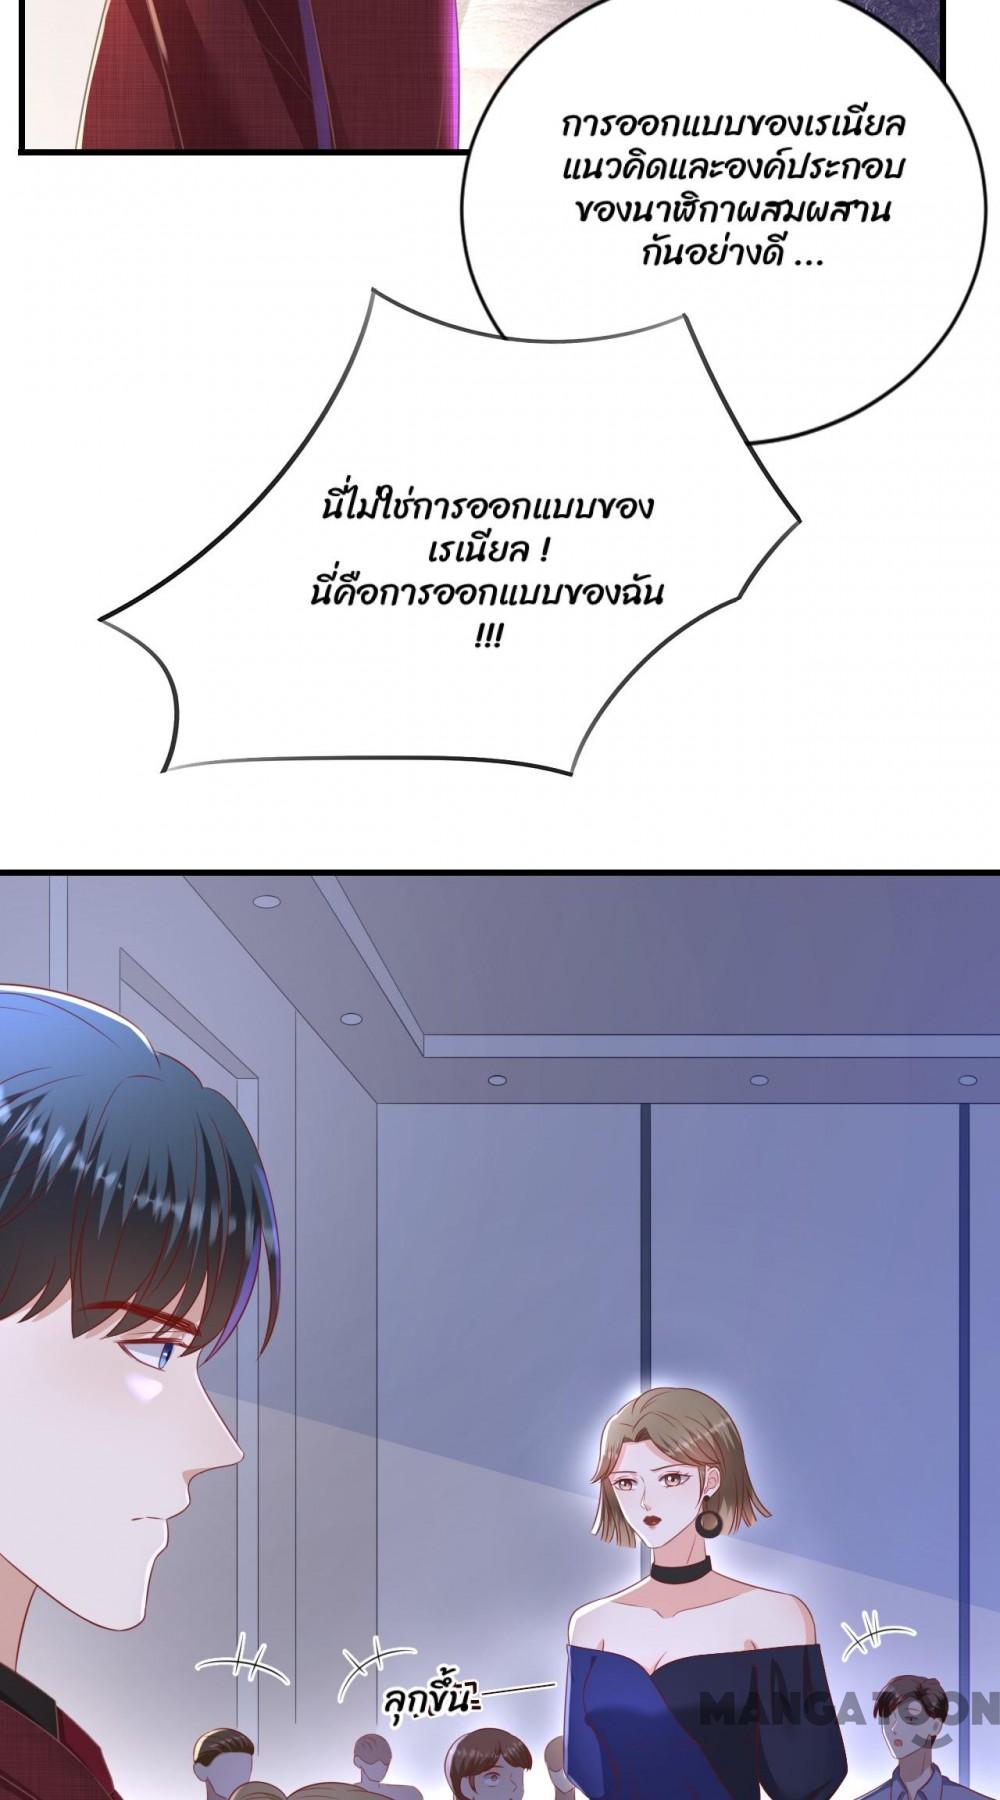 การออกแบบของเรเนียล
แนวคิดและองค์ประกอบ
ของนาฬิกาผสมผสาน
กันอย่างดี ...
นี่ไม่ใช่การออกแบบของ
เรเนียล !
นี่คือการออกแบบของฉัน
!!!
ลุกขึ้น
MANGATOON